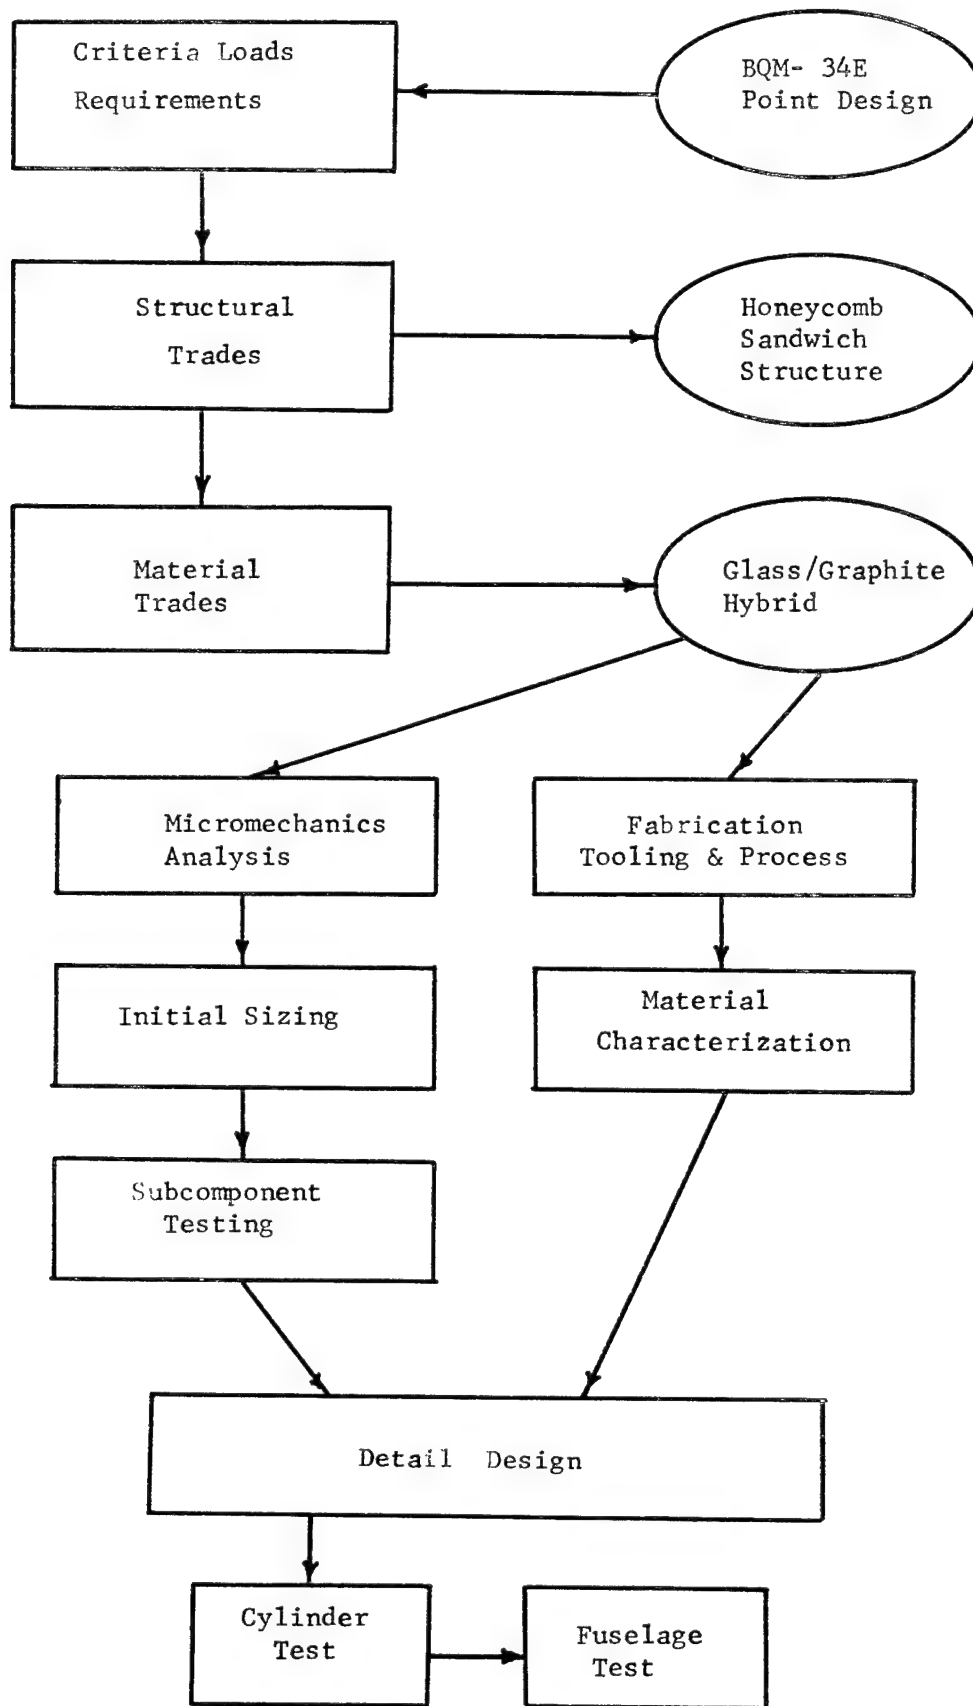 Criteria Loads
Requirements
BQM- 34E
Point Design
Structural
Trades
Honeycomb
Sandwich
Structure
Material
Trades
Glass/Graphite
Hybrid
Micromechanics
Analysis
Fabrication
Tooling & Process
Initial Sizing
Material
Characterization
Subcomponent
Testing
Detail Design
Cylinder
Test
Fuselage
Test